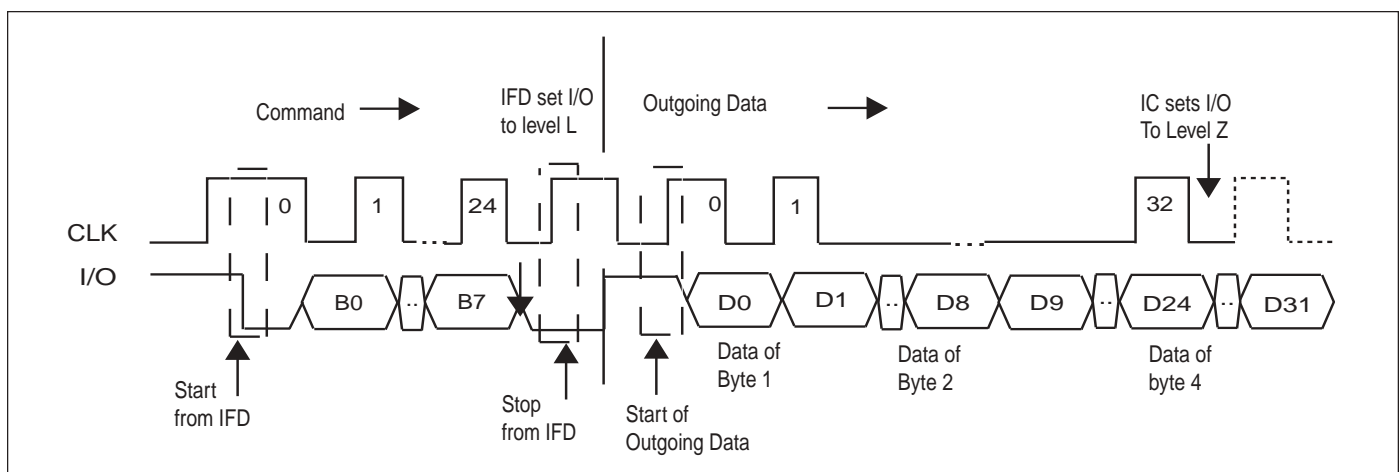 Command
IFD set I/O
to level L
Outgoing Data
IC sets I/O
To Level Z
CLK
0
1
24
0
1
··
32
I/O
B0
··
B7
D0
D1
··
D8
D9
··
D24
··
D31
Start
from IFD
Stop
from IFD
Start of
Outgoing Data
Data of
Byte 1
Data of
Byte 2
Data of
byte 4